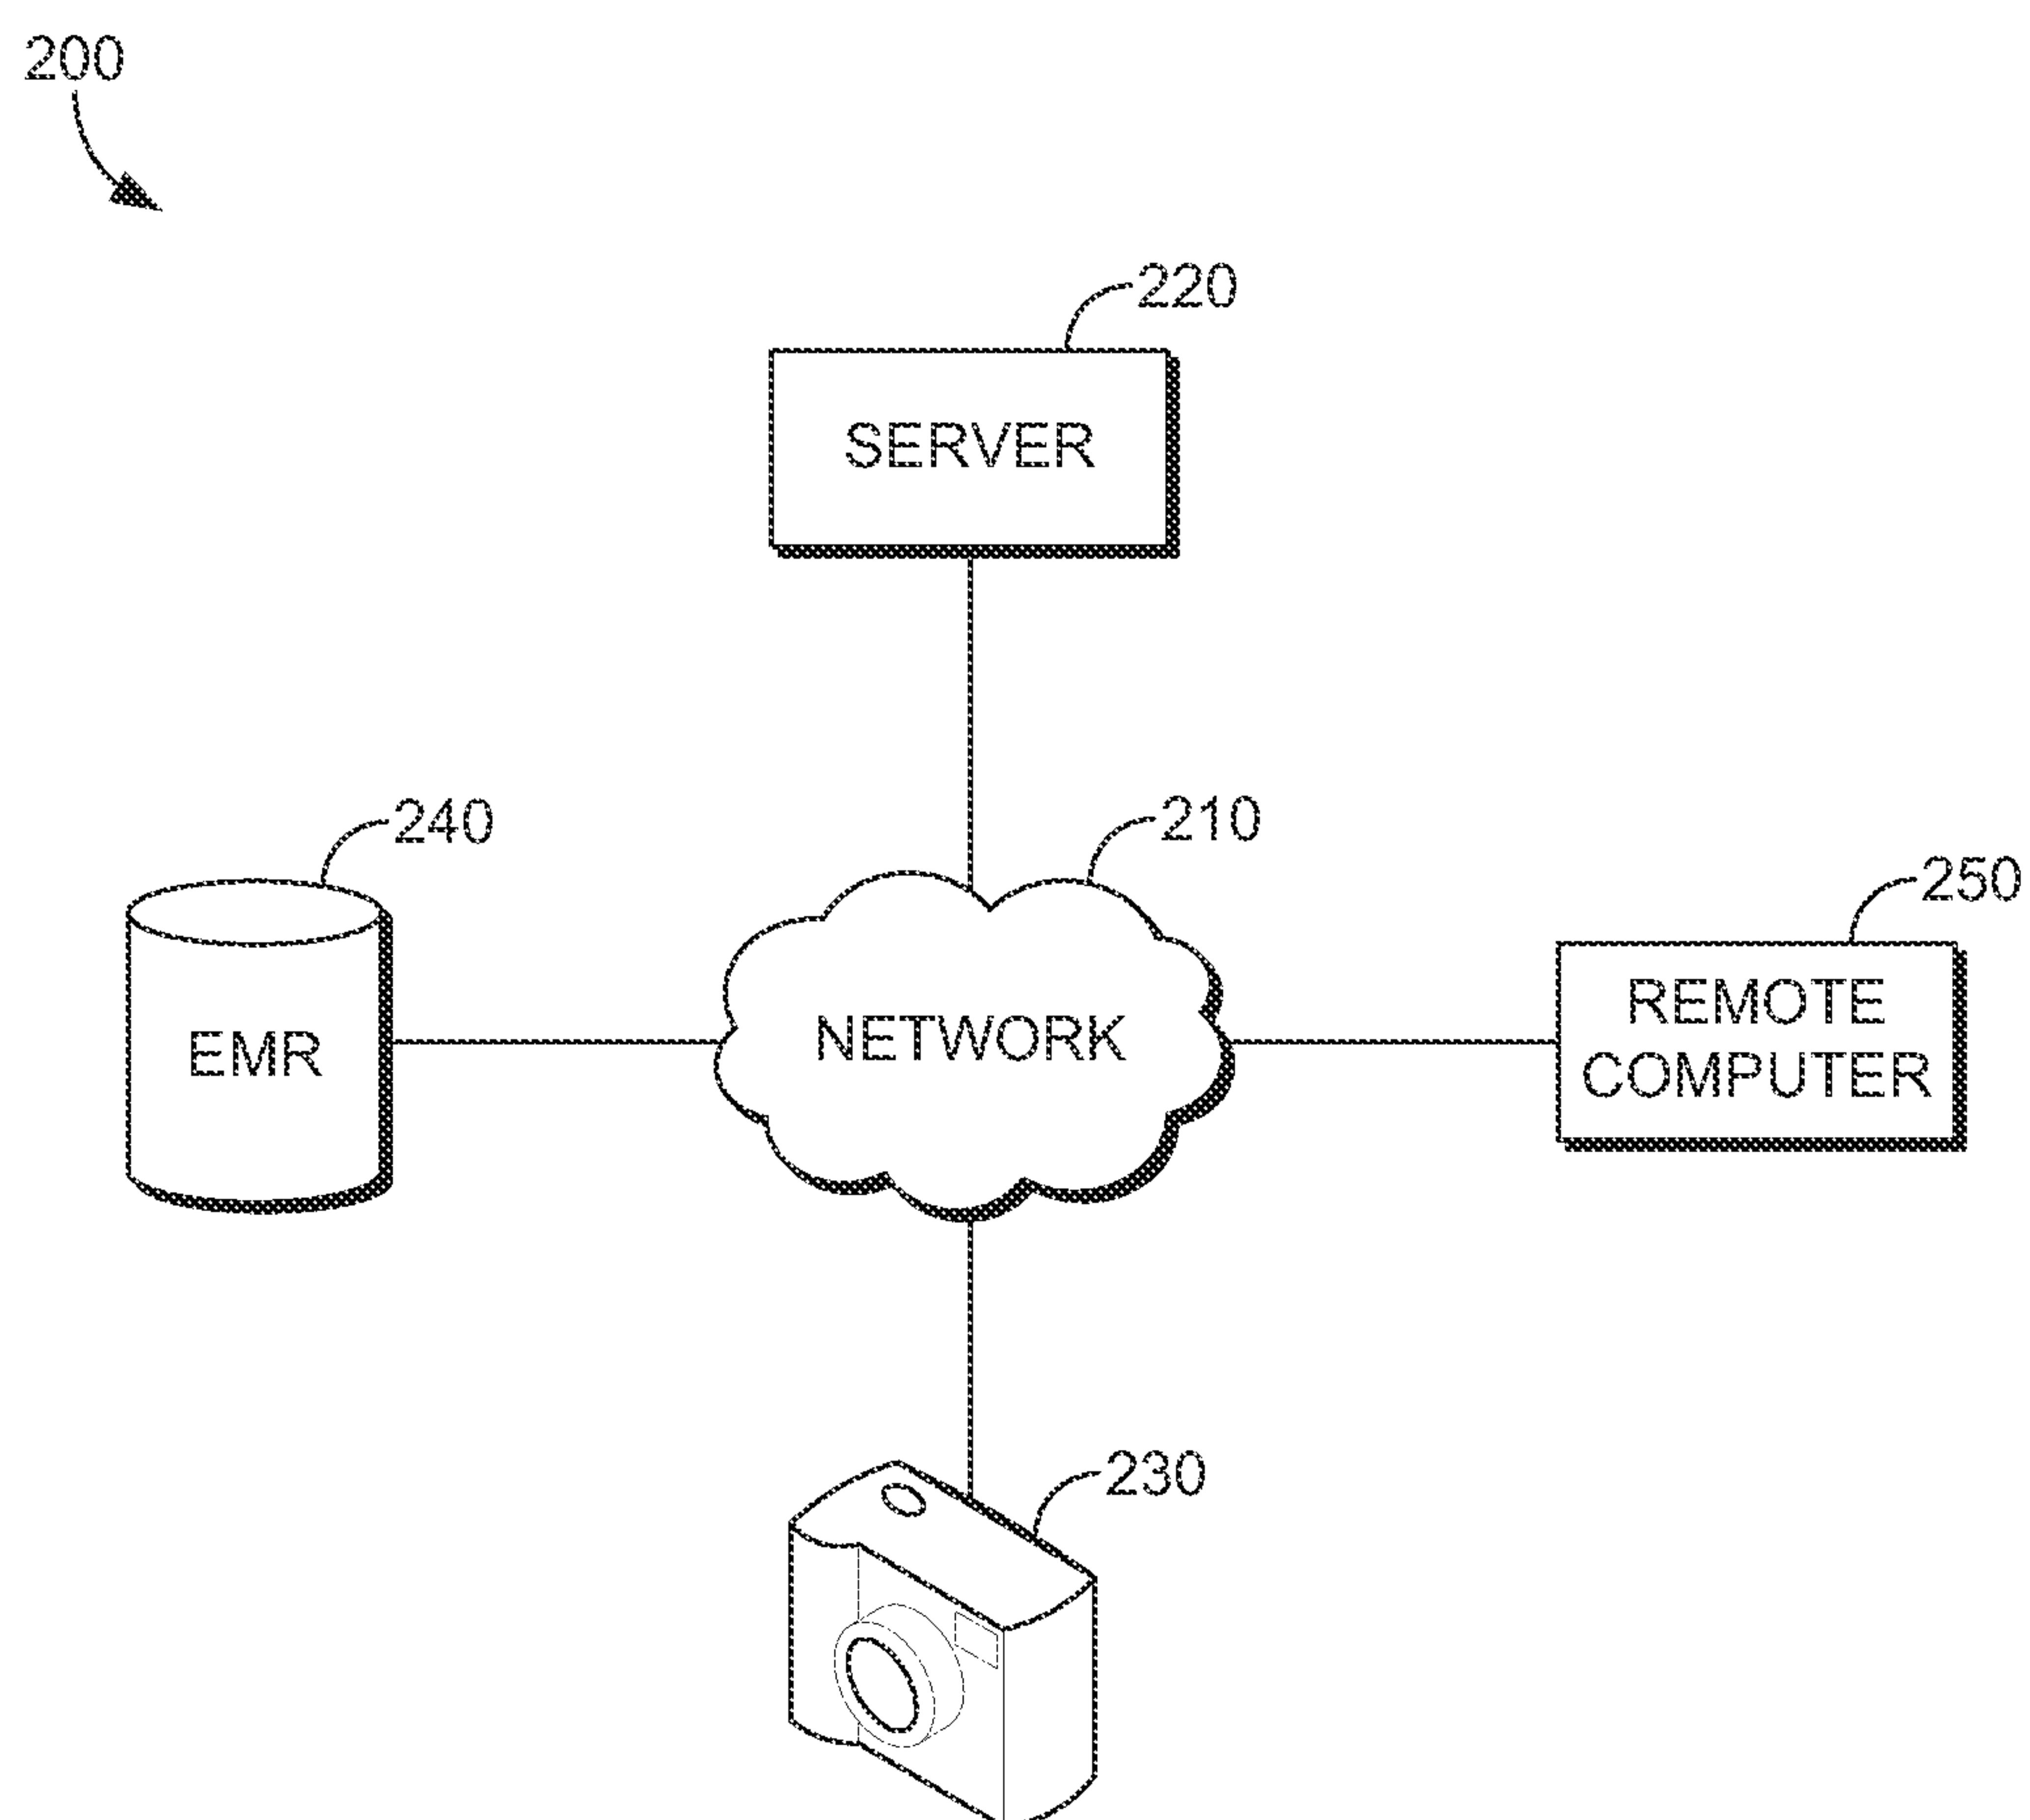 200
220
SERVER
240
210
250
EMR
NETWORK
REMOTE
COMPUTER
230